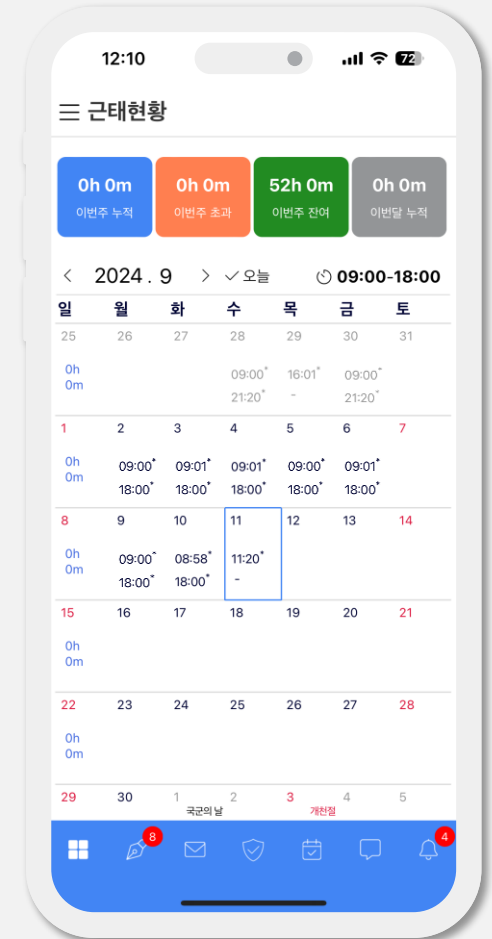 12:10 72
근태현황
0h 0m 0h 0m 52h 0m 0h 0m
이번주 누적 이번주 초과 이번주 잔여 이번달 누적
< 2024 . 9 > 오늘 09:00-18:00
일 월 화 수 목 금 토
25 26 27 28 29 30 31
0h 09:00* 16:01* 09:00*
0m 21:20* - 21:20*
1 2 3 4 5 6 7
0h 09:00* 09:01* 09:01* 09:00* 09:01*
0m 18:00* 18:00* 18:00* 18:00* 18:00*
8 9 10 11 12 13 14
0h 09:00* 08:58* 11:20*
0m 18:00* 18:00* -
15 16 17 18 19 20 21
0h
0m
22 23 24 25 26 27 28
0h
0m
29 30 1 2 3 4 5
국군의 날 개천절
8 4